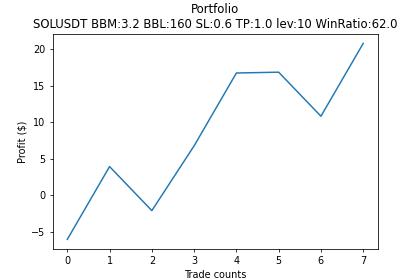 Portfolio
SOLUSDT BBM:3.2 BBL:160 SL:0.6 TP:1.0 lev:10 WinRatio:62.0
20
15
10
5
0
−5
Profit ($)
0 1 2 3 4 5 6 7
Trade counts